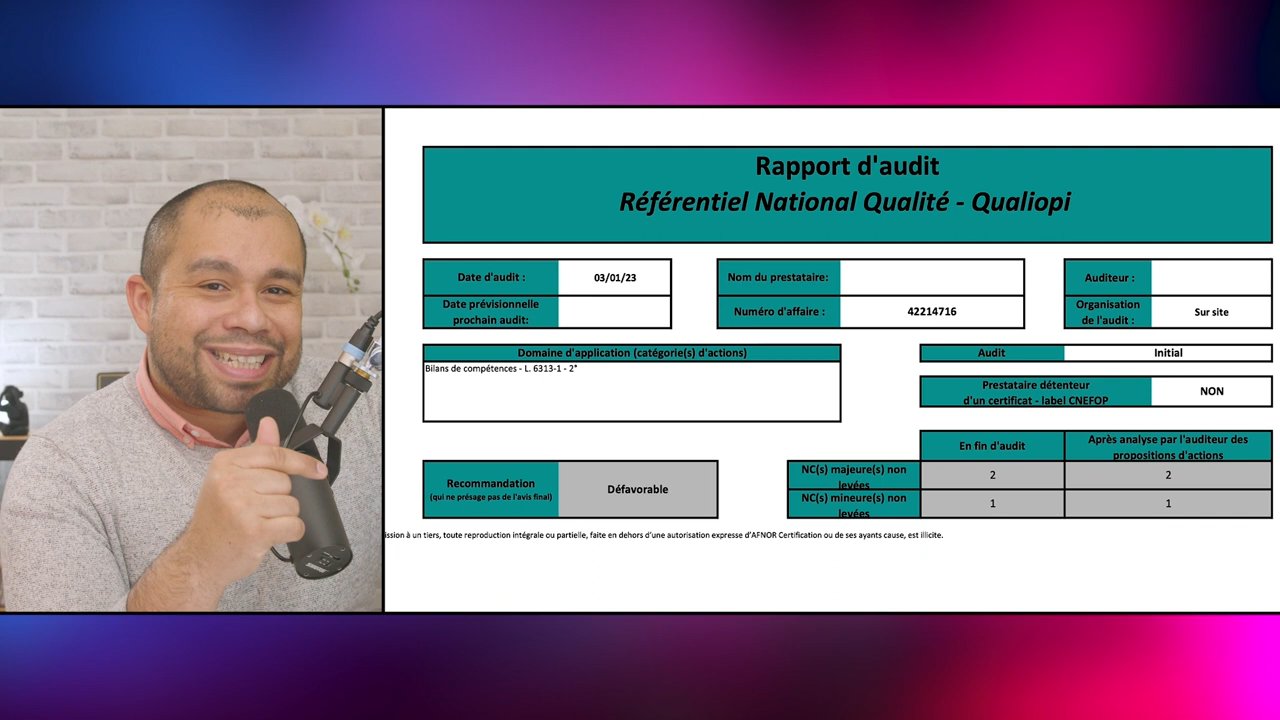 Rapport d'audit
Référentiel National Qualité - Qualiopi
Date d'audit :
03/01/23
Nom du prestataire:
Auditeur :
Date prévisionnelle
prochain audit:
Numéro d'affaire :
42214716
Organisation
de l'audit :
Sur site
Domaine d'application (catégorie(s) d'actions)
Bilans de compétences - L. 6313-1 - 2°
Audit
Initial
Prestataire détenteur
d'un certificat - label CNEFOP
NON
En fin d'audit
Après analyse par l'auditeur des
propositions d'actions
Recommandation
(qui ne présage pas de l'avis final)
Défavorable
NC(s) majeure(s) non
levées
2
2
NC(s) mineure(s) non
levées
1
1
ission à un tiers, toute reproduction intégrale ou partielle, faite en dehors d'une autorisation expresse d'AFNOR Certification ou de ses ayants cause, est illicite.